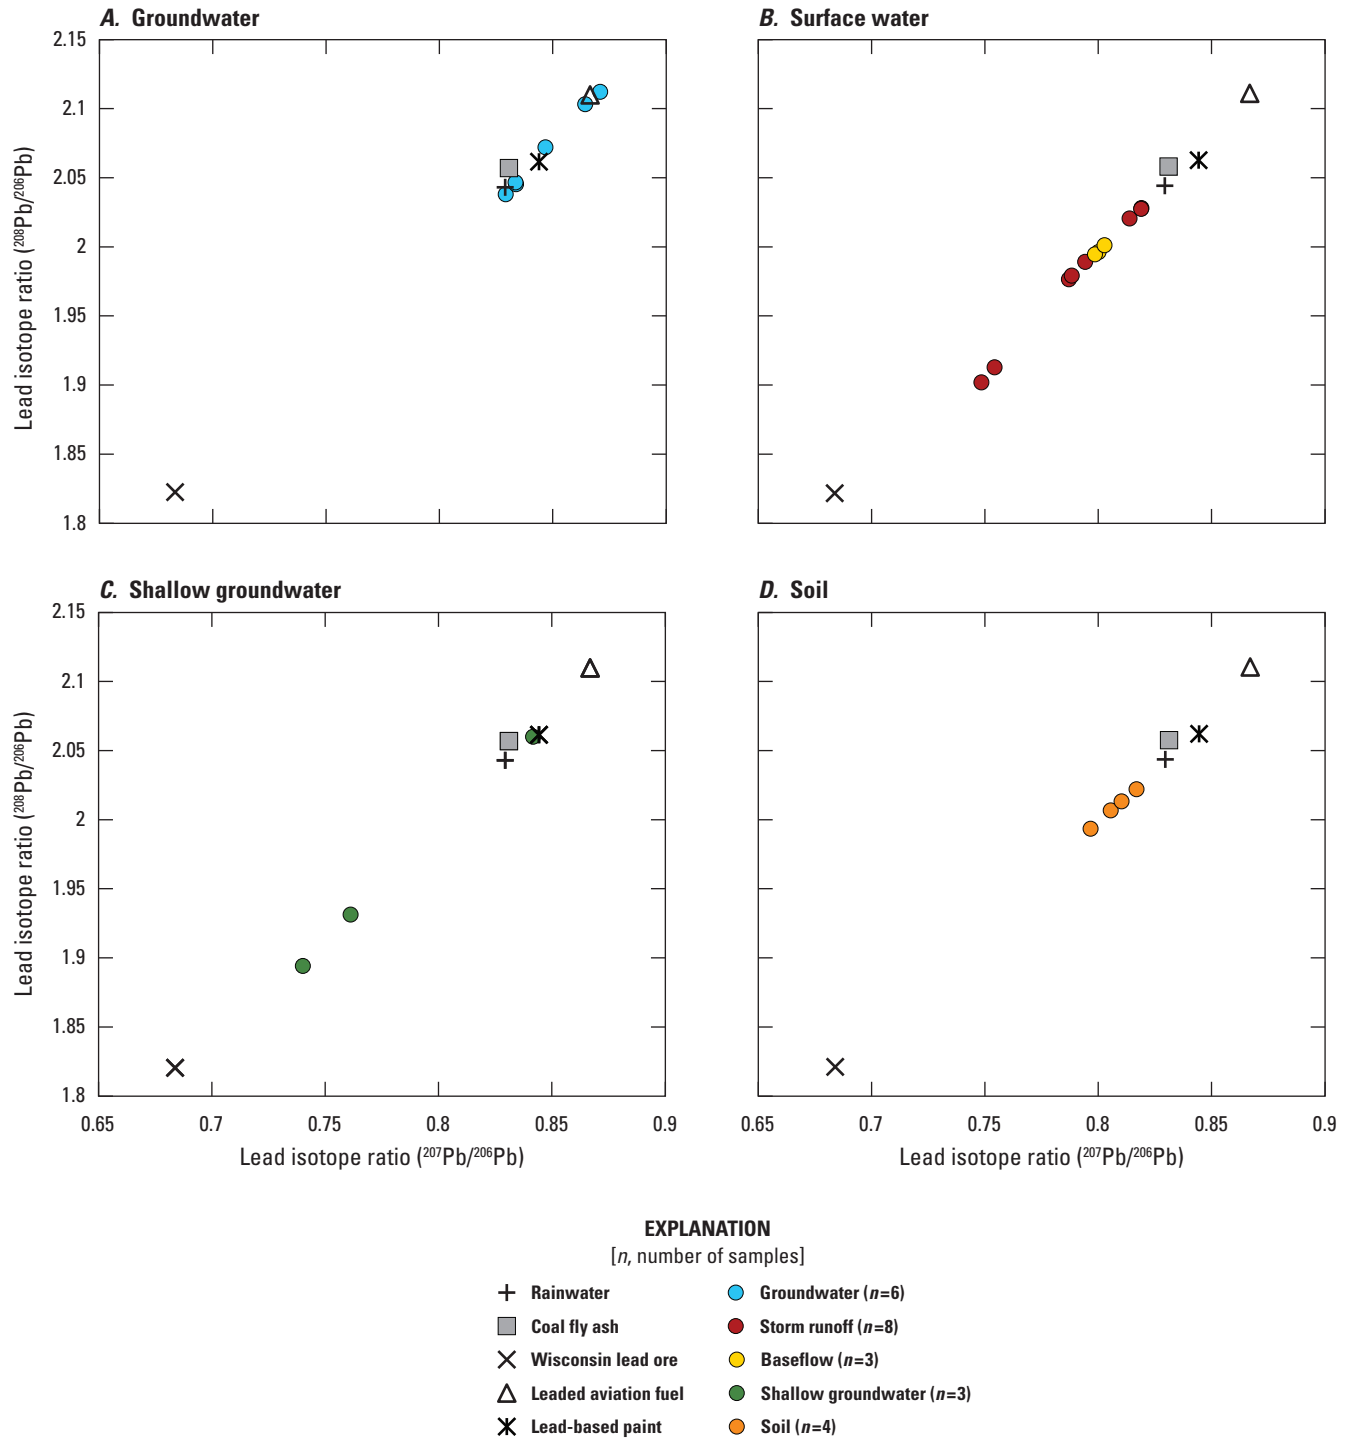 A. Groundwater
2.15
2.1
2.05
2
1.95
1.9
1.85
1.8
Lead isotope ratio (²⁰⁸Pb/²⁰⁶Pb)
B. Surface water
C. Shallow groundwater
2.15
2.1
2.05
2
1.95
1.9
1.85
1.8
Lead isotope ratio (²⁰⁸Pb/²⁰⁶Pb)
0.65 0.7 0.75 0.8 0.85 0.9
Lead isotope ratio (²⁰⁷Pb/²⁰⁶Pb)
D. Soil
0.65 0.7 0.75 0.8 0.85 0.9
Lead isotope ratio (²⁰⁷Pb/²⁰⁶Pb)
EXPLANATION
[n, number of samples]
Rainwater
Coal fly ash
Wisconsin lead ore
Leaded aviation fuel
Lead-based paint
Groundwater (n=6)
Storm runoff (n=8)
Baseflow (n=3)
Shallow groundwater (n=3)
Soil (n=4)